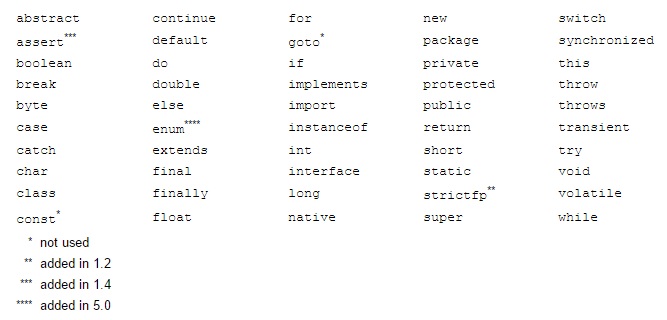 abstract continue for new switch
assert*** default goto* package synchronized
boolean do if private this
break double implements protected throw
byte else import public throws
case enum**** instanceof return transient
catch extends int short try
char final interface static void
class finally long strictfp** volatile
const* float native super while
* not used
** added in 1.2
*** added in 1.4
**** added in 5.0